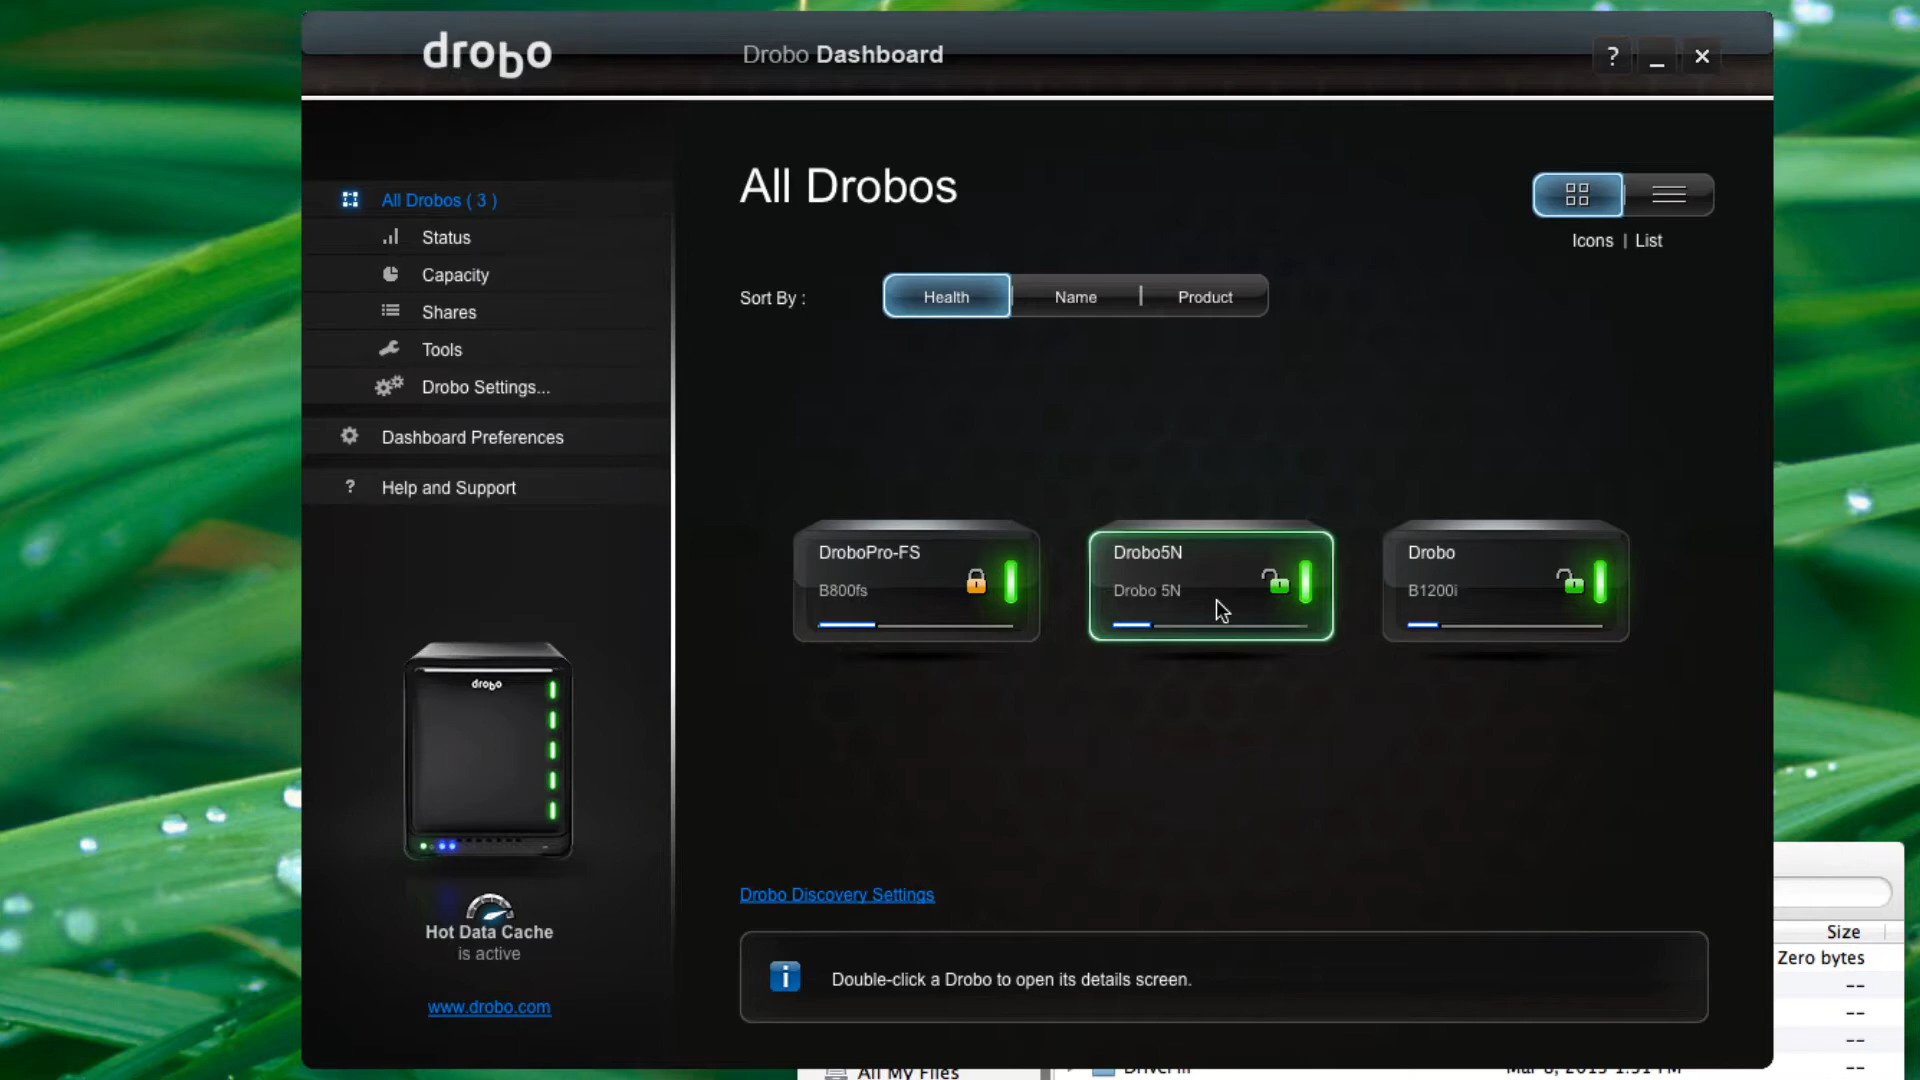 drobo
Drobo Dashboard
?
All Drobos ( 3 )
Status
Capacity
Shares
Tools
Drobo Settings...
Dashboard Preferences
? Help and Support
drobo
Hot Data Cache
is active
www.drobo.com
All Drobos
Icons | List
Sort By :
Health
Name
Product
DroboPro-FS
B800fs
Drobo5N
Drobo 5N
Drobo
B1200i
Drobo Discovery Settings
i
Double-click a Drobo to open its details screen.
Size
Zero bytes
--
--
--
--
All My Files